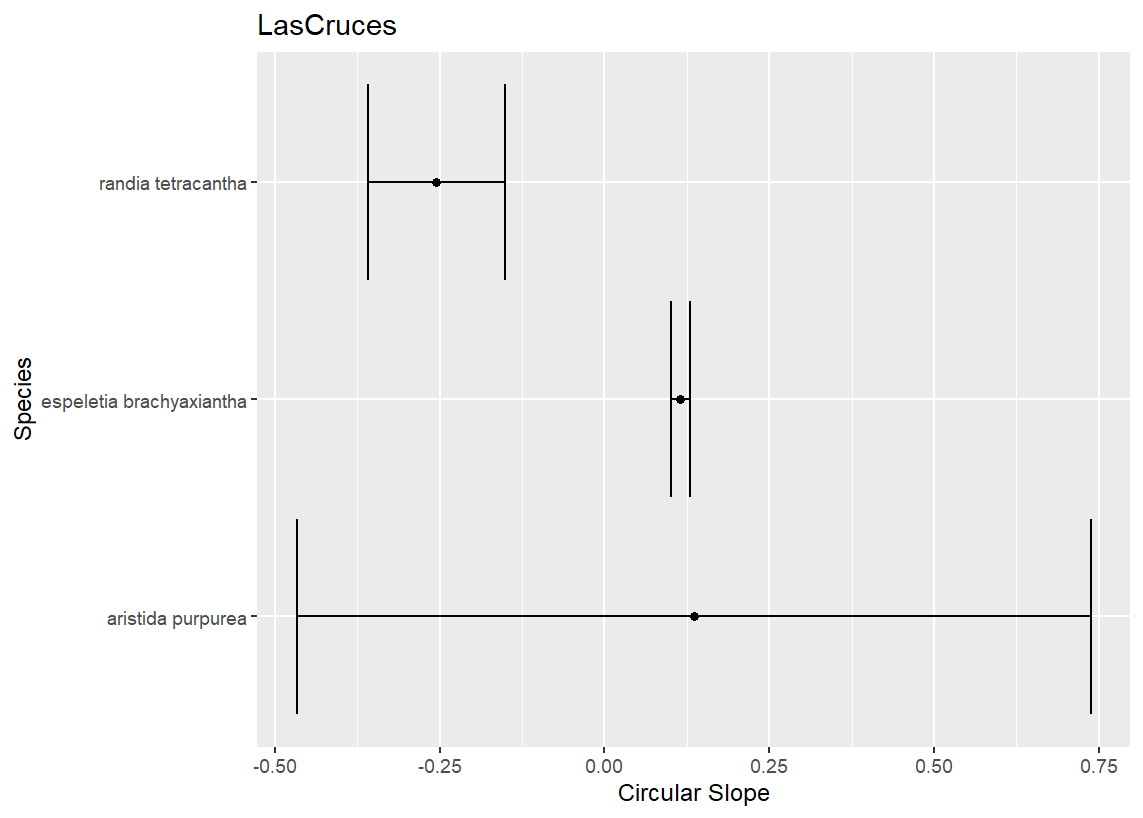 LasCruces
randia tetracantha
espeletia brachyaxiantha
aristida purpurea
Species
-0.50 -0.25 0.00 0.25 0.50 0.75
Circular Slope